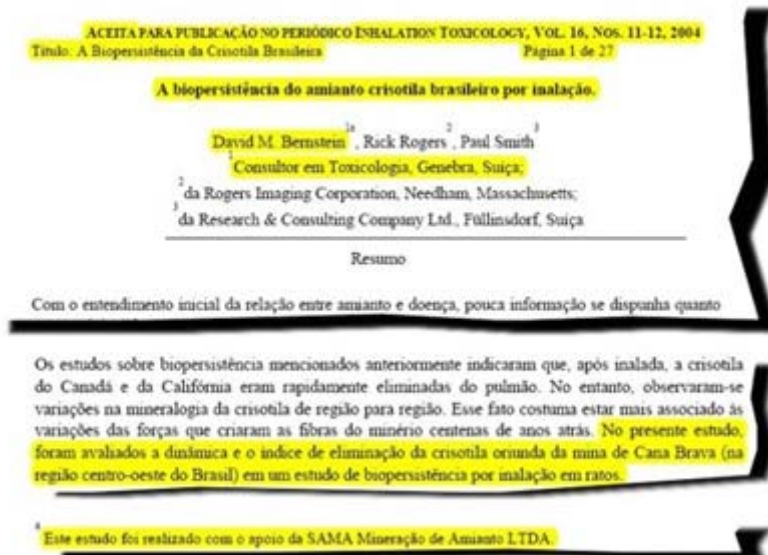 ACEITA PARA PUBLICAÇÃO NO PERIÓDICO INHALATION TOXICOLOGY, VOL. 16, NOS. 11-12, 2004
Título: A Biopersistência da Crisotila Brasileira Página 1 de 27
A biopersistência do amianto crisotila brasileiro por inalação.
David M. Bernstein 1a, Rick Rogers 2, Paul Smith 3
1 Consultor em Toxicologia, Genebra, Suíça;
2 da Rogers Imaging Corporation, Needham, Massachusetts;
3 da Research & Consulting Company Ltd., Füllinsdorf, Suíça
Resumo
Com o entendimento inicial da relação entre amianto e doença, pouca informação se dispunha quanto
Os estudos sobre biopersistência mencionados anteriormente indicaram que, após inalada, a crisotila
do Canadá e da Califórnia eram rapidamente eliminadas do pulmão. No entanto, observaram-se
variações na mineralogia da crisotila de região para região. Esse fato costuma estar mais associado às
variações das forças que criaram as fibras do minério centenas de anos atrás. No presente estudo,
foram avaliados a dinâmica e o índice de eliminação da crisotila oriunda da mina de Cana Brava (na
região centro-oeste do Brasil) em um estudo de biopersistência por inalação em ratos.
a Este estudo foi realizado com o apoio da SAMA Mineração de Amianto LTDA.